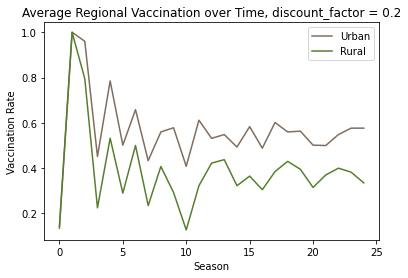 Average Regional Vaccination over Time, discount_factor = 0.2
Urban
Rural
Vaccination Rate
1.0
0.8
0.6
0.4
0.2
0
5
10
15
20
25
Season